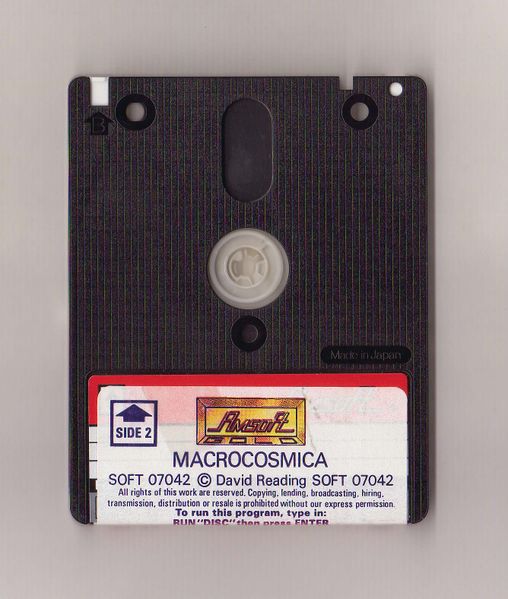 B
Made in Japan
SIDE 2
AMSOFT
MACROCOSMICA
SOFT 07042 © David Reading SOFT 07042
All rights of this work are reserved. Copying, lending, broadcasting, hiring,
transmission, distribution or resale is prohibited without our express permission.
To run this program, type in:
RUN"DISC"then press ENTER